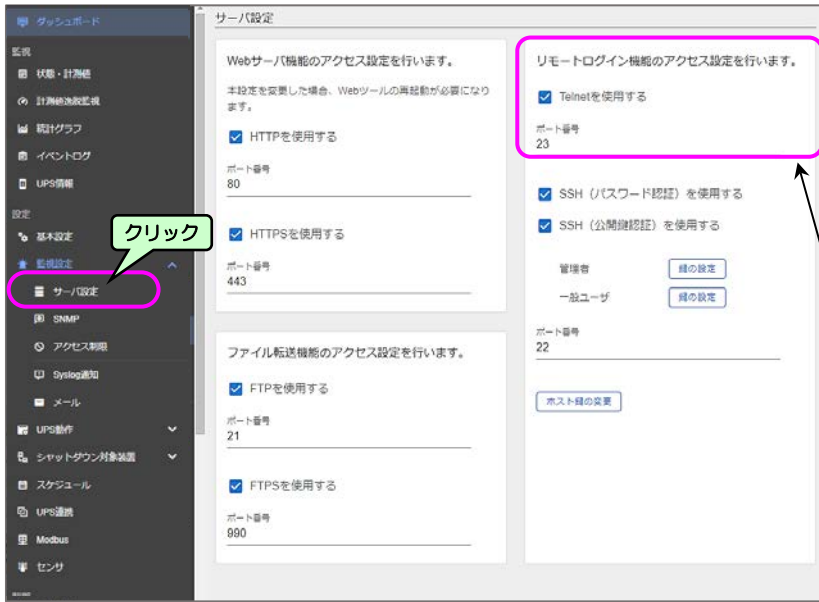 ダッシュボード
監視
状態・計測値
計測値逸脱監視
統計グラフ
イベントログ
UPS情報
設定
基本設定
監視設定
サーバ設定
SNMP
アクセス制限
Syslog通知
メール
UPS動作
シャットダウン対象装置
スケジュール
UPS連携
Modbus
センサ
クリック
サーバ設定
Webサーバ機能のアクセス設定を行います。
本設定を変更した場合、Webツールの再起動が必要になり
ます。
HTTPを使用する
ポート番号
80
HTTPSを使用する
ポート番号
443
ファイル転送機能のアクセス設定を行います。
FTPを使用する
ポート番号
21
FTPSを使用する
ポート番号
990
リモートログイン機能のアクセス設定を行います。
Telnetを使用する
ポート番号
23
SSH（パスワード認証）を使用する
SSH（公開鍵認証）を使用する
管理者 鍵の設定
一般ユーザ 鍵の設定
ポート番号
22
ホスト鍵の変更